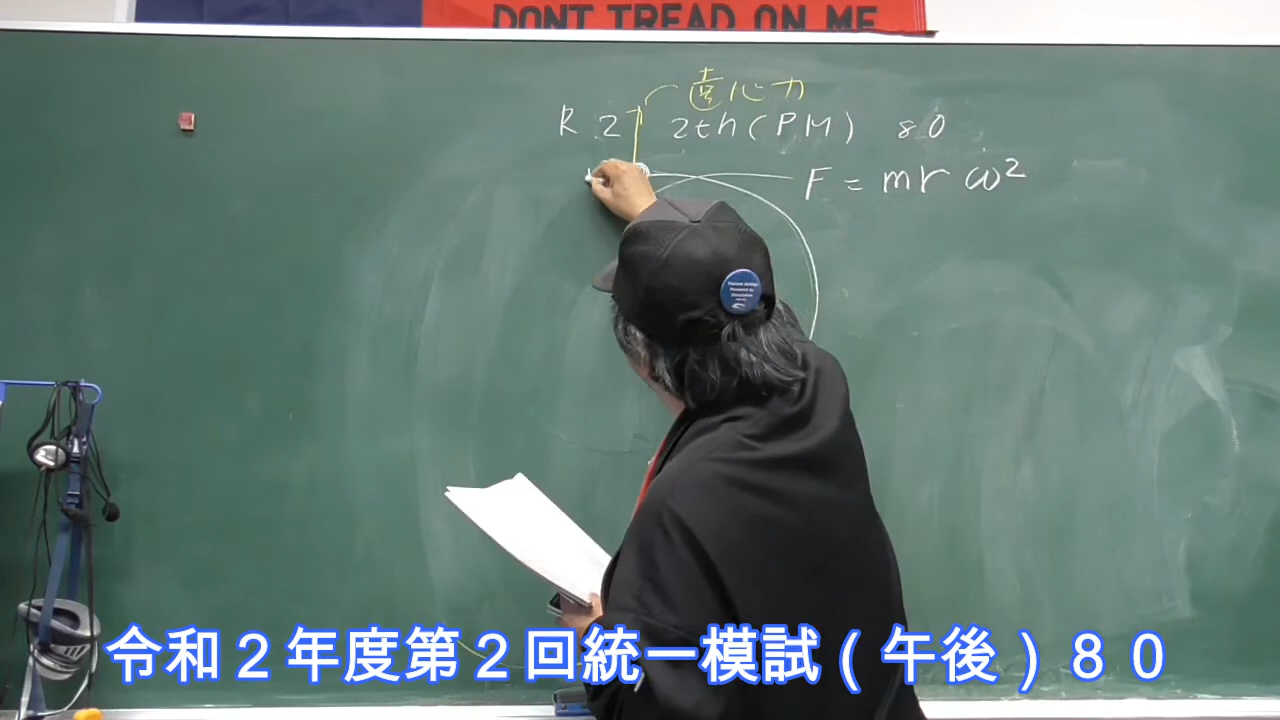 DONT TREAD ON ME
遠心力
R 2 2th (PM) 80
F = mrω²
令和２年度第２回統一模試（午後）８０